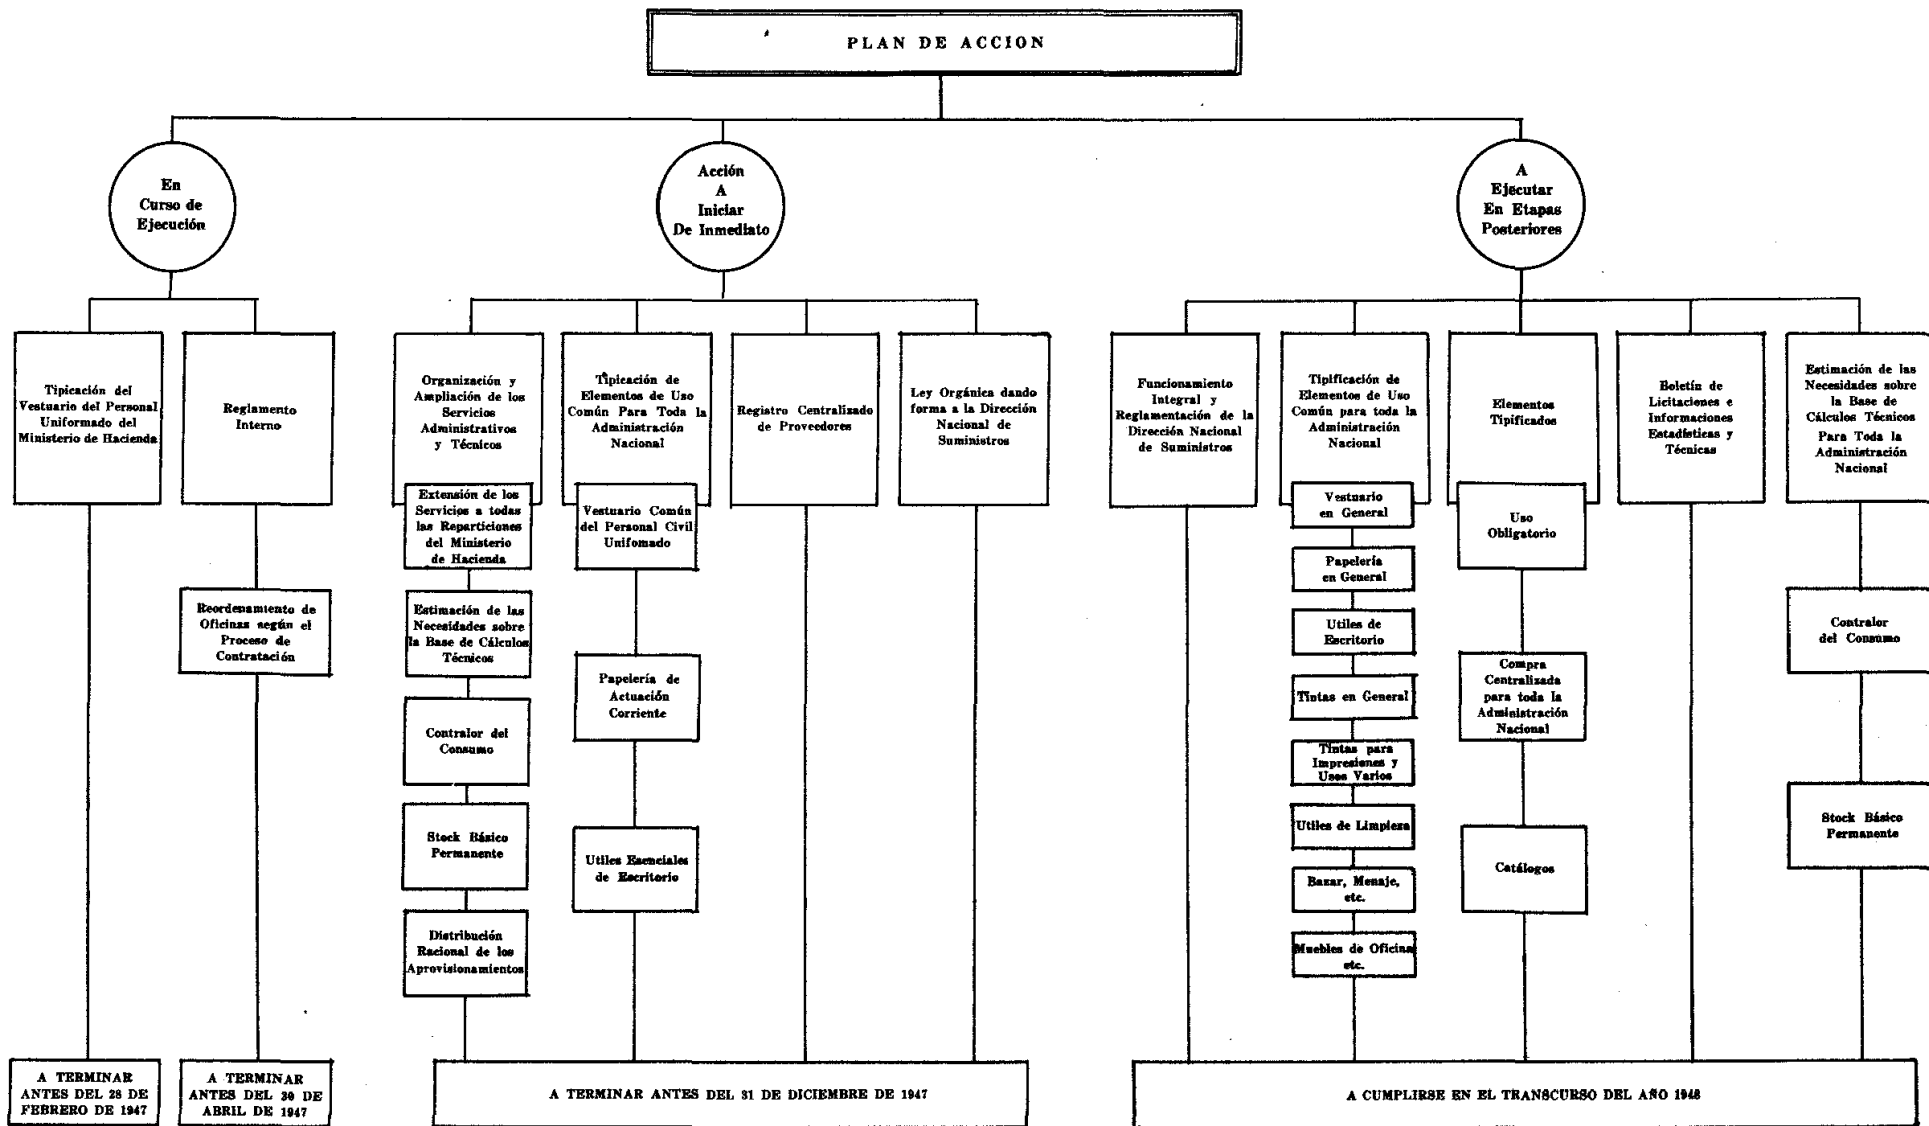 PLAN DE ACCION
En
Curso de
Ejecución
Acción
A
Iniciar
De Inmediato
A
Ejecutar
En Etapas
Posteriores
Tipicación del
Vestuario del Personal
Uniformado del
Ministerio de Hacienda
Reglamento
Interno
Reordenamiento de
Oficinas según el
Proceso de
Contratación
Organización y
Ampliación de los
Servicios
Administrativos
y Técnicos
Extensión de los
Servicios a todas
las Reparticiones
del Ministerio
de Hacienda
Estimación de las
Necesidades sobre
la Base de Cálculos
Técnicos
Contralor del
Consumo
Stock Básico
Permanente
Distribución
Racional de los
Aprovisionamientos
Tipicación de
Elementos de Uso
Común Para Toda la
Administración
Nacional
Vestuario Común
del Personal Civil
Unifomado
Papelería de
Actuación
Corriente
Utiles Esenciales
de Escritorio
Registro Centralizado
de Proveedores
Ley Orgánica dando
forma a la Dirección
Nacional de
Suministros
Funcionamiento
Integral y
Reglamentación de la
Dirección Nacional
de Suministros
Tipificación de
Elementos de Uso
Común para toda la
Administración
Nacional
Vestuario
en General
Papelería
en General
Utiles de
Escritorio
Tintas en General
Tintas para
Impresiones y
Usos Varios
Utiles de Limpieza
Bazar, Menaje,
etc.
Muebles de Oficina
etc.
Elementos
Tipificados
Uso
Obligatorio
Compra
Centralizada
para toda la
Administración
Nacional
Catálogos
Boletín de
Licitaciones e
Informaciones
Estadísticas y
Técnicas
Estimación de las
Necesidades sobre
la Base de
Cálculos Técnicos
Para Toda la
Administración
Nacional
Contralor
del Consumo
Stock Básico
Permanente
A TERMINAR
ANTES DEL 28 DE
FEBRERO DE 1947
A TERMINAR
ANTES DEL 30 DE
ABRIL DE 1947
A TERMINAR ANTES DEL 31 DE DICIEMBRE DE 1947
A CUMPLIRSE EN EL TRANSCURSO DEL AÑO 1948